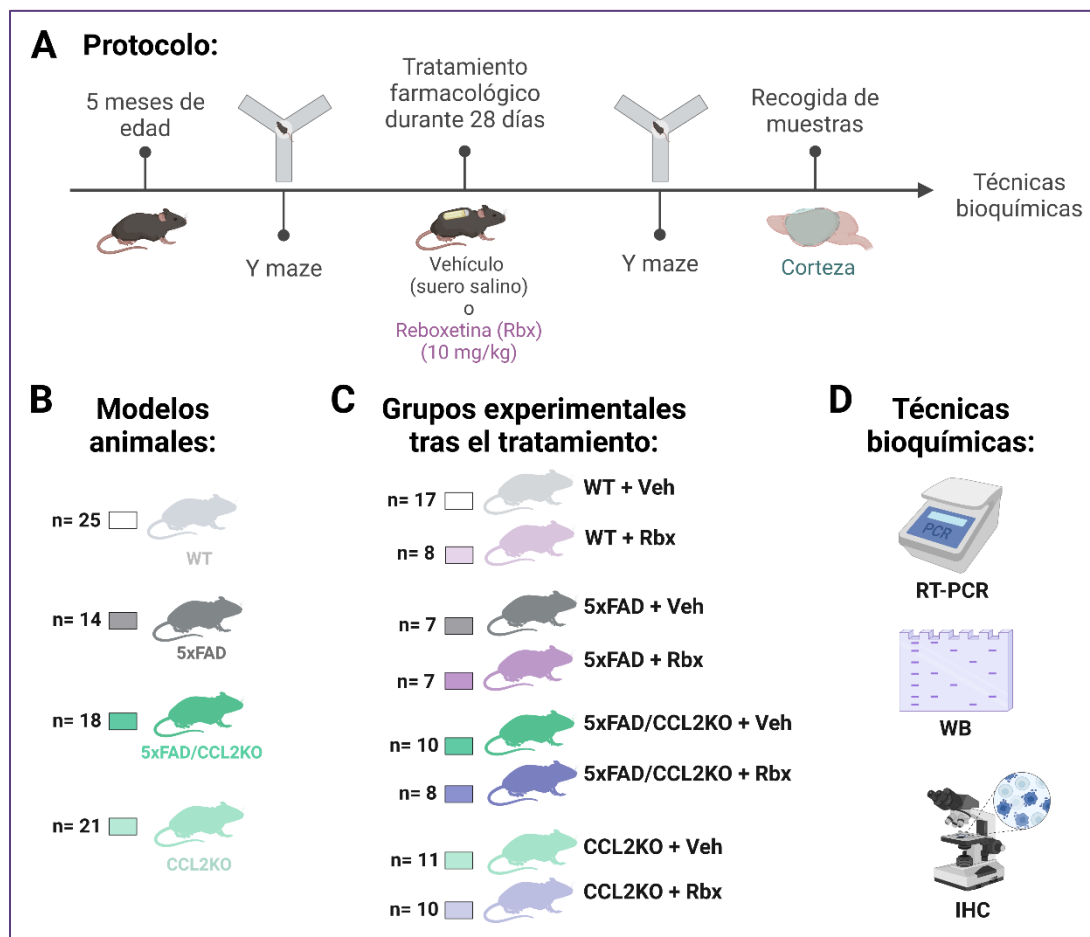 A Protocolo:
5 meses de
edad
Y maze
Tratamiento
farmacológico
durante 28 días
Vehículo
(suero salino)
o
Reboxetina (Rbx)
(10 mg/kg)
Y maze
Recogida de
muestras
Corteza
Técnicas
bioquímicas
B Modelos
animales:
n= 25
WT
n= 14
5xFAD
n= 18
5xFAD/CCL2KO
n= 21
CCL2KO
C Grupos experimentales
tras el tratamiento:
n= 17 WT + Veh
n= 8 WT + Rbx
n= 7 5xFAD + Veh
n= 7 5xFAD + Rbx
n= 10 5xFAD/CCL2KO + Veh
n= 8 5xFAD/CCL2KO + Rbx
n= 11 CCL2KO + Veh
n= 10 CCL2KO + Rbx
D Técnicas
bioquímicas:
PCR
RT-PCR
WB
IHC